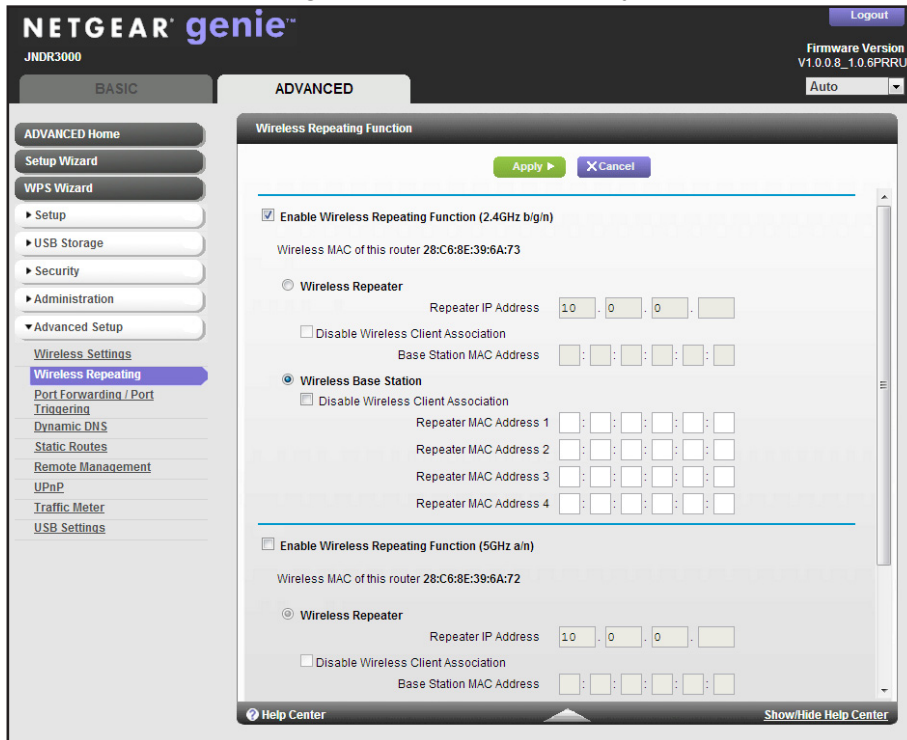 NETGEAR® genie™
Logout
JNDR3000
Firmware Version
V1.0.0.8_1.0.6PRRU
BASIC
ADVANCED
Auto
ADVANCED Home
Setup Wizard
WPS Wizard
Setup
USB Storage
Security
Administration
Advanced Setup
Wireless Settings
Wireless Repeating
Port Forwarding / Port
Triggering
Dynamic DNS
Static Routes
Remote Management
UPnP
Traffic Meter
USB Settings
Wireless Repeating Function
Apply
X Cancel
Enable Wireless Repeating Function (2.4GHz b/g/n)
Wireless MAC of this router 28:C6:8E:39:6A:73
Wireless Repeater
Repeater IP Address 10 . 0 . 0 .
Disable Wireless Client Association
Base Station MAC Address : : : : :
Wireless Base Station
Disable Wireless Client Association
Repeater MAC Address 1 : : : : :
Repeater MAC Address 2 : : : : :
Repeater MAC Address 3 : : : : :
Repeater MAC Address 4 : : : : :
Enable Wireless Repeating Function (5GHz a/n)
Wireless MAC of this router 28:C6:8E:39:6A:72
Wireless Repeater
Repeater IP Address 10 . 0 . 0 .
Disable Wireless Client Association
Base Station MAC Address : : : : :
? Help Center
Show/Hide Help Center